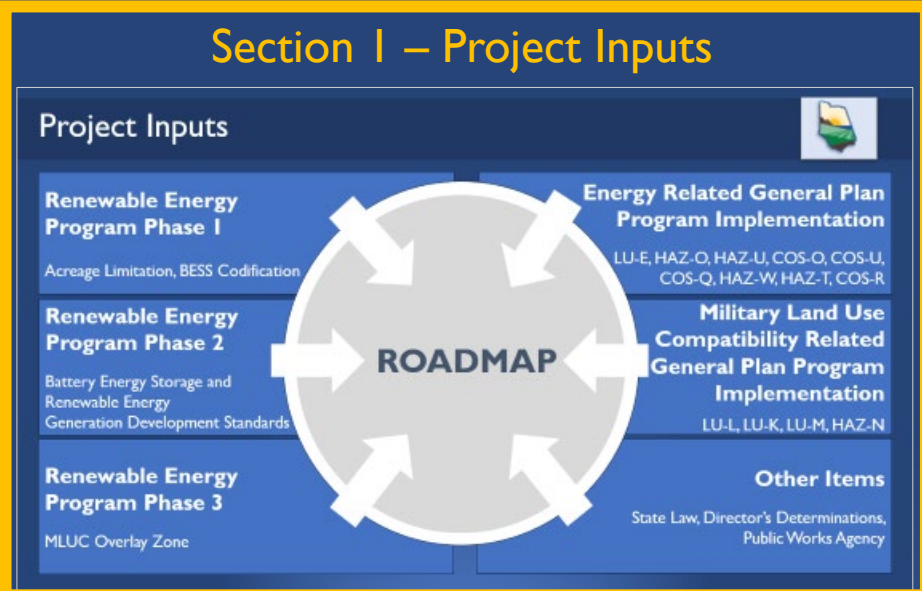 Section 1 – Project Inputs
Project Inputs
Renewable Energy
Program Phase 1
Acreage Limitation, BESS Codification
Renewable Energy
Program Phase 2
Battery Energy Storage and
Renewable Energy
Generation Development Standards
Renewable Energy
Program Phase 3
MLUC Overlay Zone
ROADMAP
Energy Related General Plan
Program Implementation
LU-E, HAZ-O, HAZ-U, COS-O, COS-U,
COS-Q, HAZ-W, HAZ-T, COS-R
Military Land Use
Compatibility Related
General Plan Program
Implementation
LU-L, LU-K, LU-M, HAZ-N
Other Items
State Law, Director's Determinations,
Public Works Agency